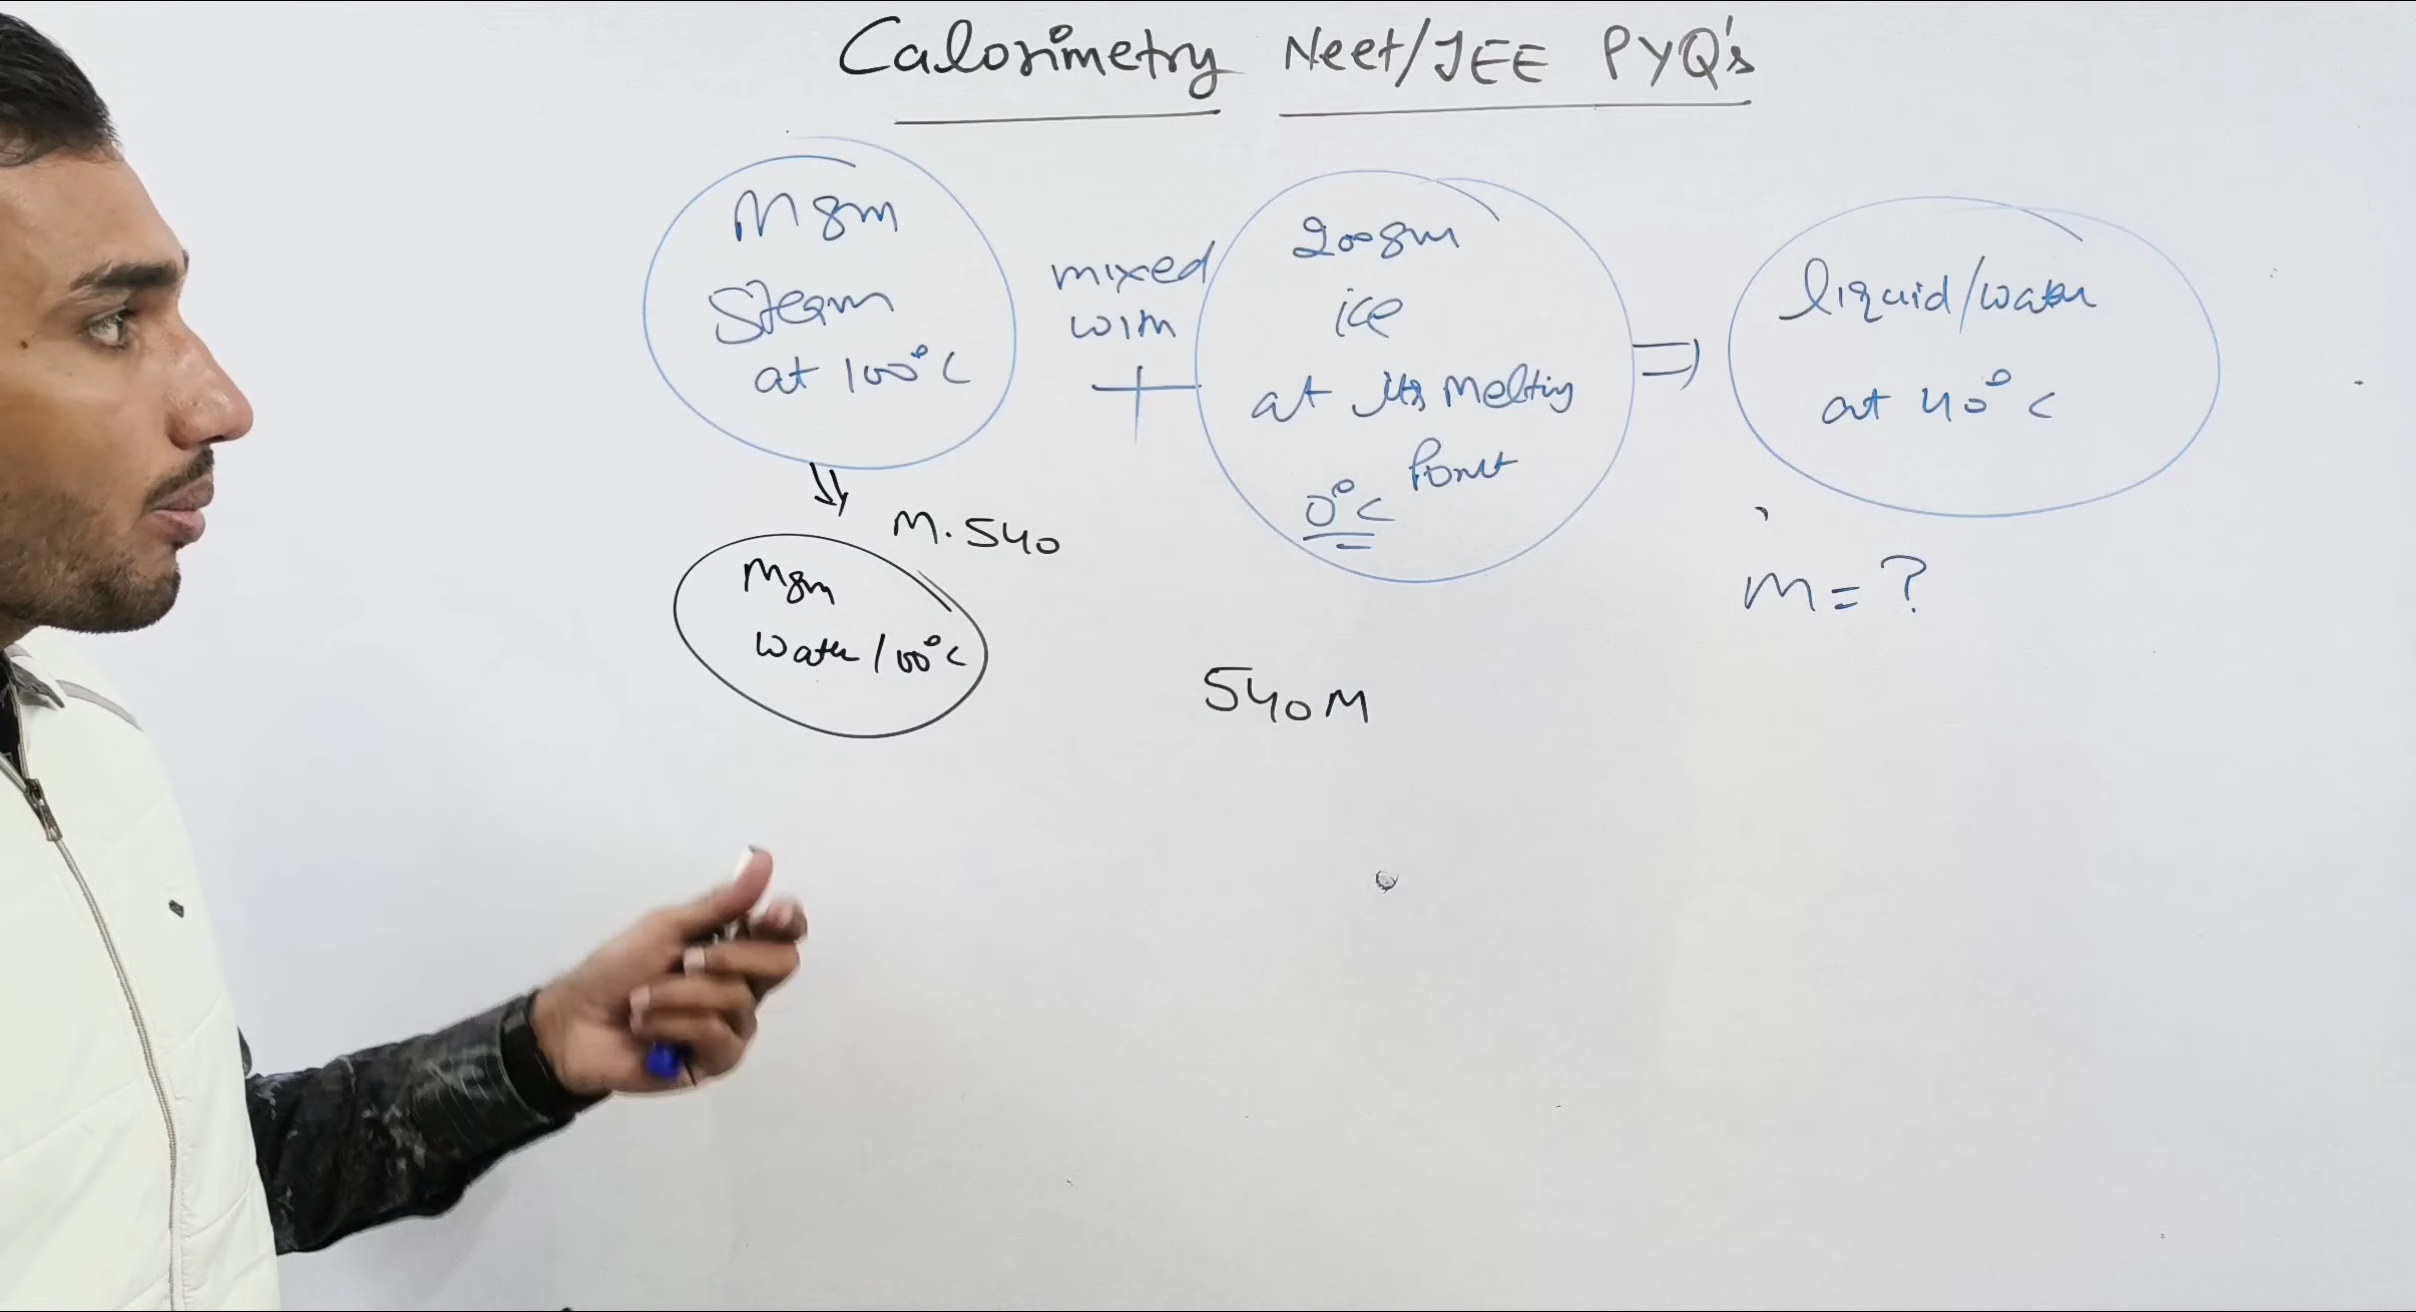 Calorimetry Neet/JEE PYQ's
M gm
Steam
at 100°C
mixed
with
+
200gm
ice
at its melting
Point
0°C
⇒
liquid/water
at 40°C
m = ?
M. 540
M gm
Water/100°C
540M